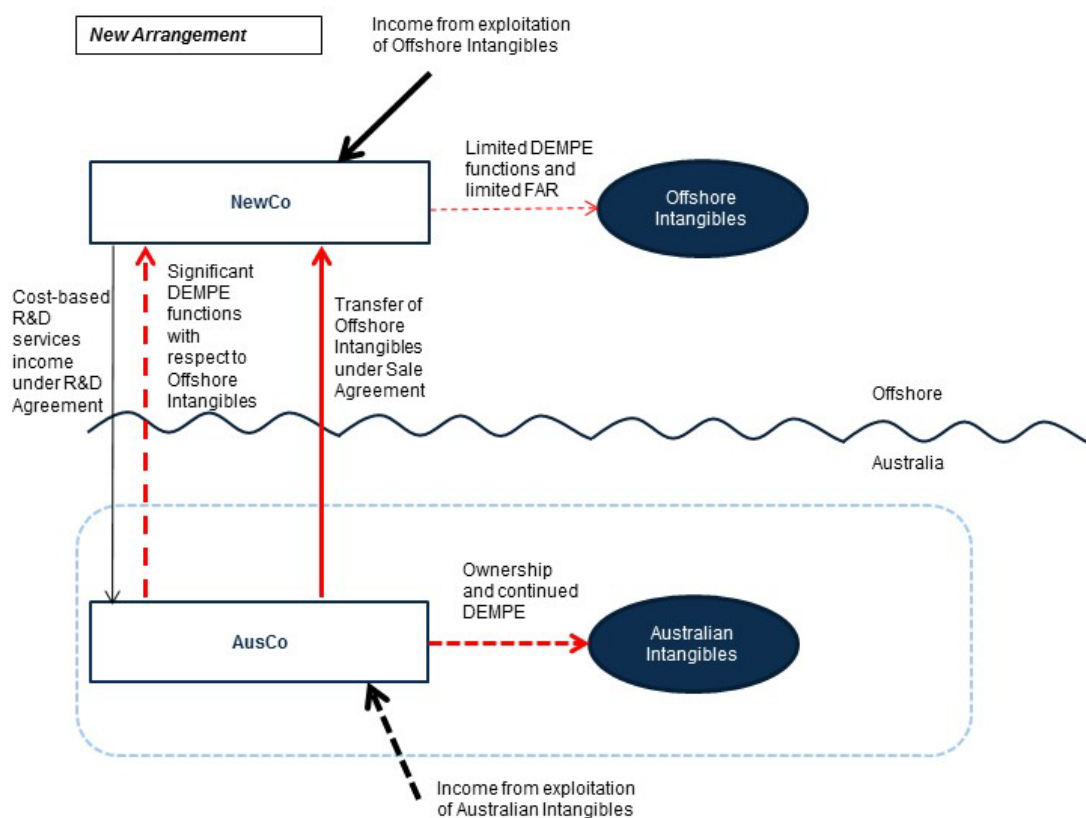 New Arrangement
Income from exploitation
of Offshore Intangibles
Limited DEMPE
functions and
limited FAR
NewCo
Offshore
Intangibles
Cost-based
R&D
services
income
under R&D
Agreement
Significant
DEMPE
functions
with
respect to
Offshore
Intangibles
Transfer of
Offshore
Intangibles
under Sale
Agreement
Offshore
Australia
Ownership
and continued
DEMPE
AusCo
Australian
Intangibles
Income from exploitation
of Australian Intangibles